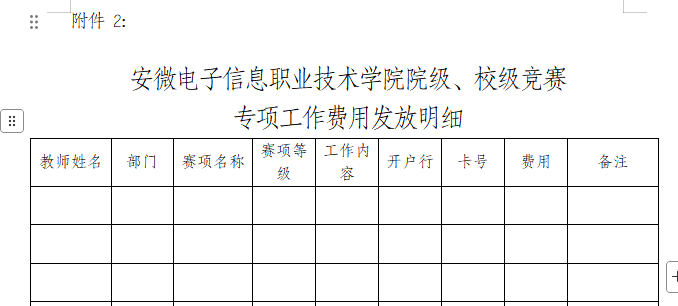 附件 2:
安徽电子信息职业技术学院院级、校级竞赛
专项工作费用发放明细
教师姓名 部门 赛项名称 赛项等级 工作内容 开户行 卡号 费用 备注